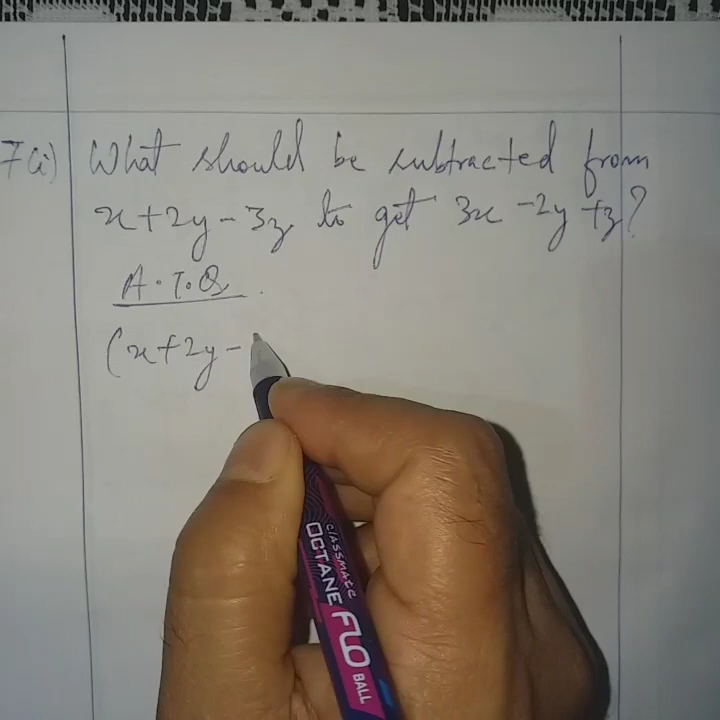 7(i) What should be subtracted from
x+2y-3z to get 3x-2y+z?
A.T.Q.
(x+2y-
classmate
OCTANE FLO BALL